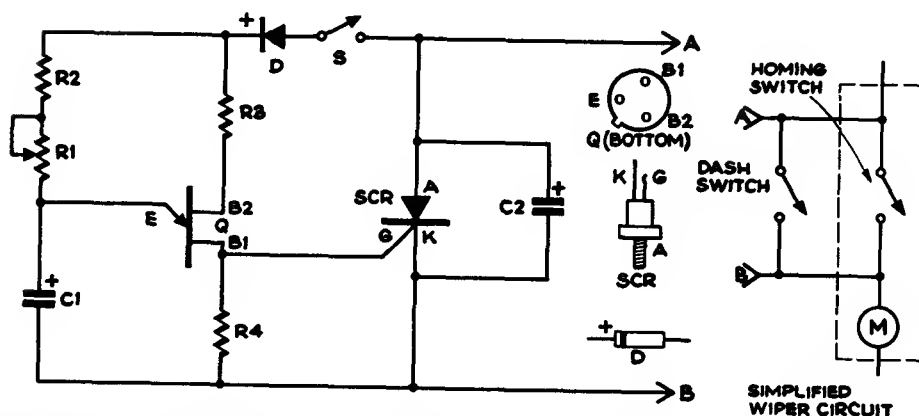 +
D
S
A
R2
R3
R1
E
B2
Q
B1
SCR
A
G
K
C2
+
+
C1
R4
B
B1
E
B2
Q (BOTTOM)
K
G
A
SCR
+
D
HOMING
SWITCH
A
DASH
SWITCH
B
M
SIMPLIFIED
WIPER CIRCUIT